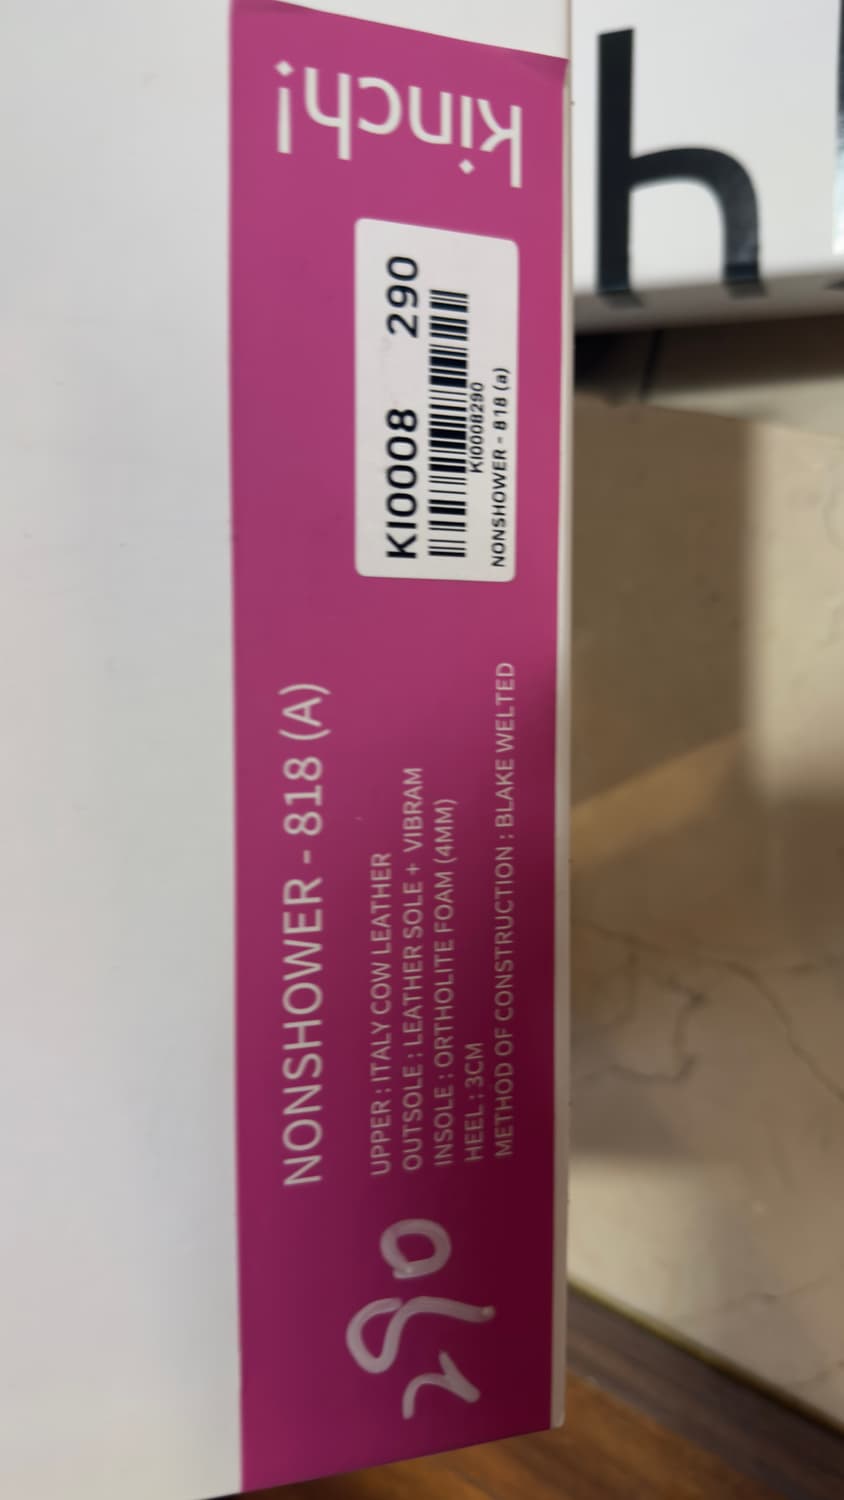 kinch!
KI0008 290
KI0008290
NONSHOWER - 818 (a)
NONSHOWER - 818 (A)
UPPER : ITALY COW LEATHER
OUTSOLE : LEATHER SOLE + VIBRAM
INSOLE : ORTHOLITE FOAM (4MM)
HEEL : 3CM
METHOD OF CONSTRUCTION : BLAKE WELTED
290
h